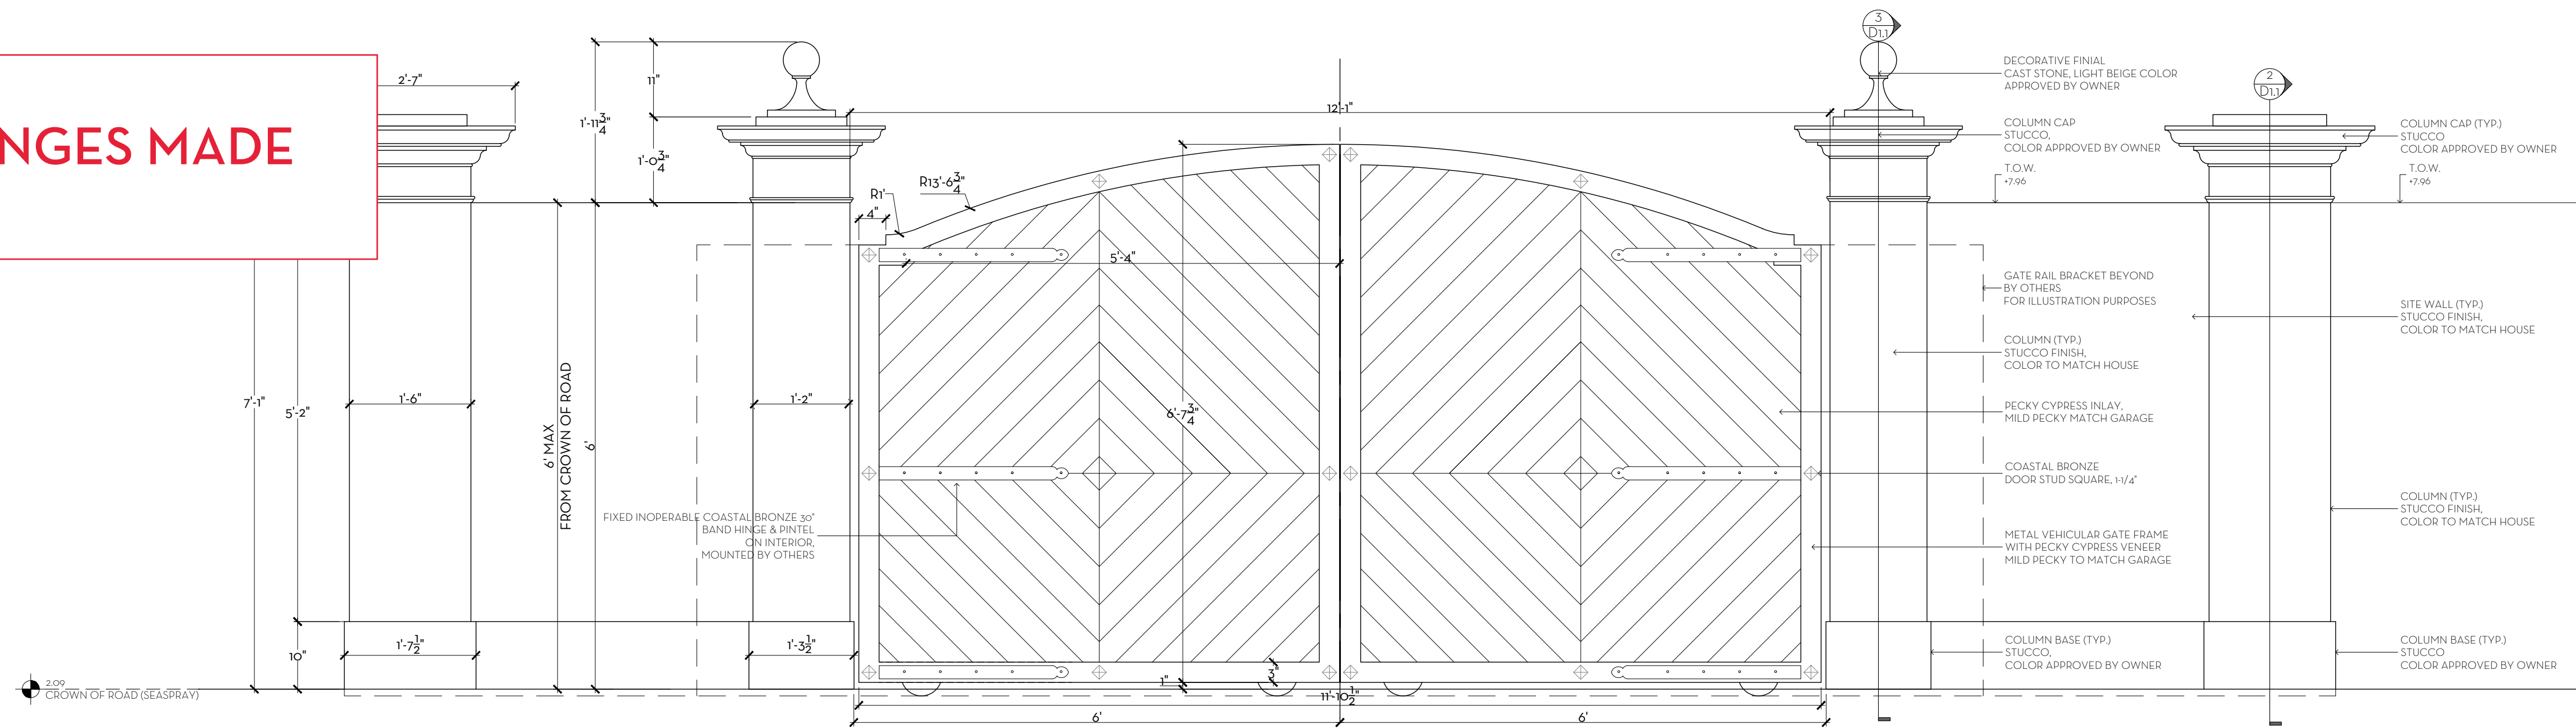 NGES MADE
2'-7"
11"
1'-11 3/4"
1'-0 3/4"
12'-1"
R1'
R13'-6 3/4"
4"
5'-4"
7'-1"
5'-2"
1'-6"
6' MAX
FROM CROWN OF ROAD
6'
1'-2"
6'-7 3/4"
FIXED INOPERABLE COASTAL BRONZE 30"
BAND HINGE & PINTEL
ON INTERIOR,
MOUNTED BY OTHERS
10"
1'-7 1/2"
1'-3 1/2"
1"
3"
11'-10 1/2"
6'
6'
2.09
CROWN OF ROAD (SEASPRAY)
3
D1.1
2
D1.1
DECORATIVE FINIAL
CAST STONE, LIGHT BEIGE COLOR
APPROVED BY OWNER
COLUMN CAP
STUCCO,
COLOR APPROVED BY OWNER
T.O.W.
+7.96
GATE RAIL BRACKET BEYOND
BY OTHERS
FOR ILLUSTRATION PURPOSES
COLUMN (TYP.)
STUCCO FINISH,
COLOR TO MATCH HOUSE
PECKY CYPRESS INLAY,
MILD PECKY MATCH GARAGE
COASTAL BRONZE
DOOR STUD SQUARE, 1-1/4"
METAL VEHICULAR GATE FRAME
WITH PECKY CYPRESS VENEER
MILD PECKY TO MATCH GARAGE
COLUMN BASE (TYP.)
STUCCO,
COLOR APPROVED BY OWNER
COLUMN CAP (TYP.)
STUCCO
COLOR APPROVED BY OWNER
T.O.W.
+7.96
SITE WALL (TYP.)
STUCCO FINISH,
COLOR TO MATCH HOUSE
COLUMN (TYP.)
STUCCO FINISH,
COLOR TO MATCH HOUSE
COLUMN BASE (TYP.)
STUCCO
COLOR APPROVED BY OWNER